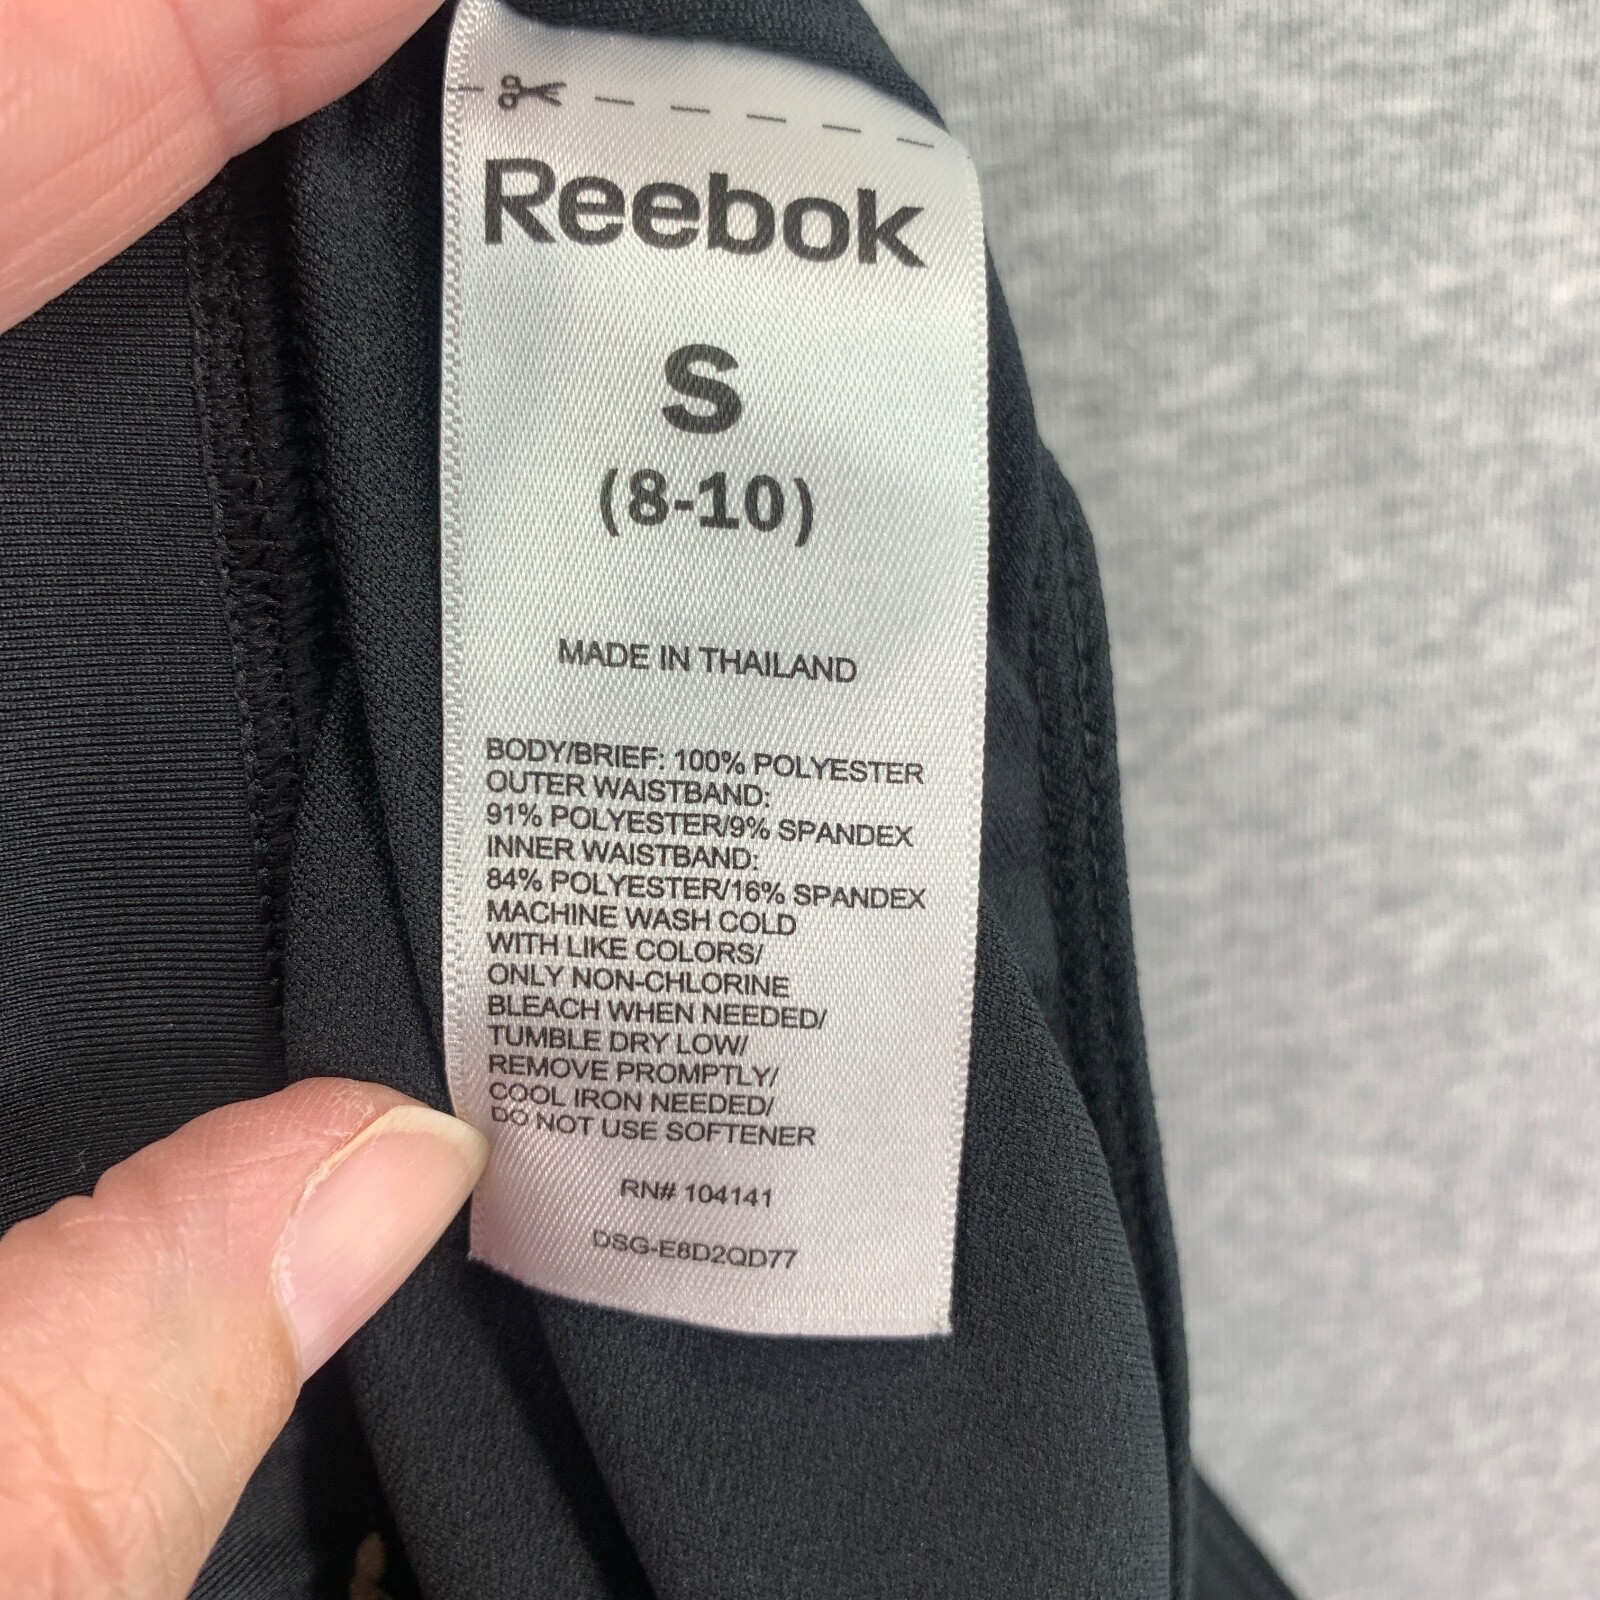 Reebok
S
(8-10)
MADE IN THAILAND
BODY/BRIEF: 100% POLYESTER
OUTER WAISTBAND:
91% POLYESTER/9% SPANDEX
INNER WAISTBAND:
84% POLYESTER/16% SPANDEX
MACHINE WASH COLD
WITH LIKE COLORS/
ONLY NON-CHLORINE
BLEACH WHEN NEEDED/
TUMBLE DRY LOW/
REMOVE PROMPTLY/
COOL IRON NEEDED/
DO NOT USE SOFTENER
RN# 104141
DSG-E8D2QD77